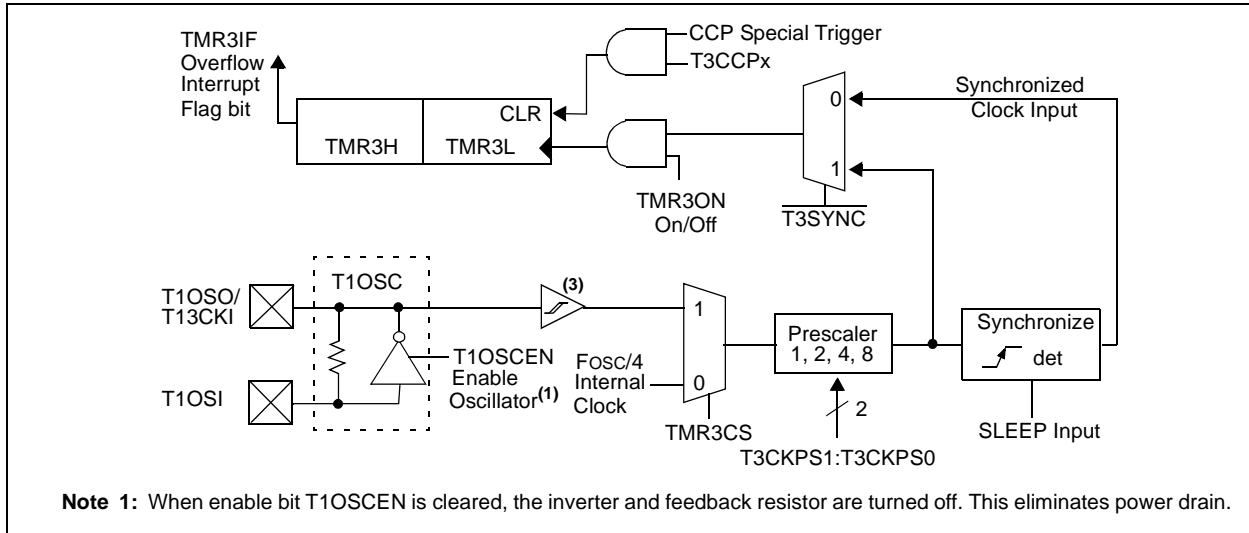 TMR3IF
Overflow
Interrupt
Flag bit
CCP Special Trigger
T3CCPx
CLR
TMR3H
TMR3L
TMR3ON
On/Off
0
1
T3SYNC
Synchronized
Clock Input
T1OSC
T1OSO/
T13CKI
T1OSI
T1OSCEN
Enable
Oscillator(1)
(3)
FOSC/4
Internal
Clock
1
0
TMR3CS
Prescaler
1, 2, 4, 8
2
T3CKPS1:T3CKPS0
Synchronize
det
SLEEP Input
Note 1: When enable bit T1OSCEN is cleared, the inverter and feedback resistor are turned off. This eliminates power drain.